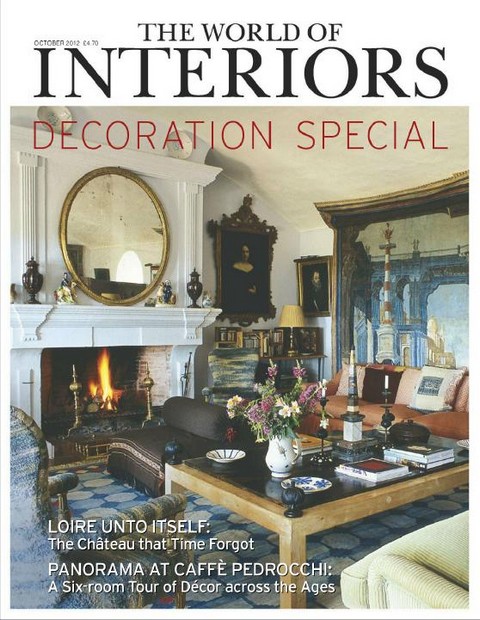 THE WORLD OF
OCTOBER 2012 £4.70
INTERIORS
DECORATION SPECIAL
LOIRE UNTO ITSELF:
The Château that Time Forgot
PANORAMA AT CAFFÈ PEDROCCHI:
A Six-room Tour of Décor across the Ages